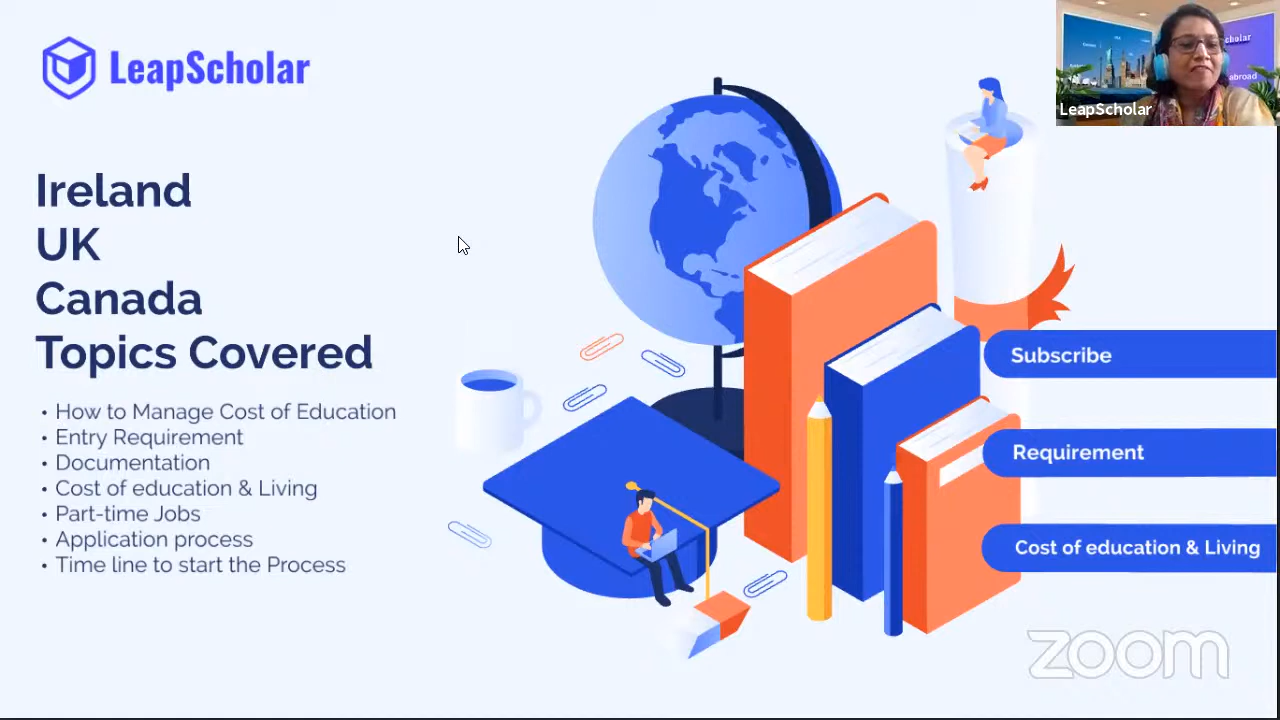 LeapScholar
Ireland
UK
Canada
Topics Covered
• How to Manage Cost of Education
• Entry Requirement
• Documentation
• Cost of education & Living
• Part-time Jobs
• Application process
• Time line to start the Process
cholar
abroad
LeapScholar
Subscribe
Requirement
Cost of education & Living
zoom